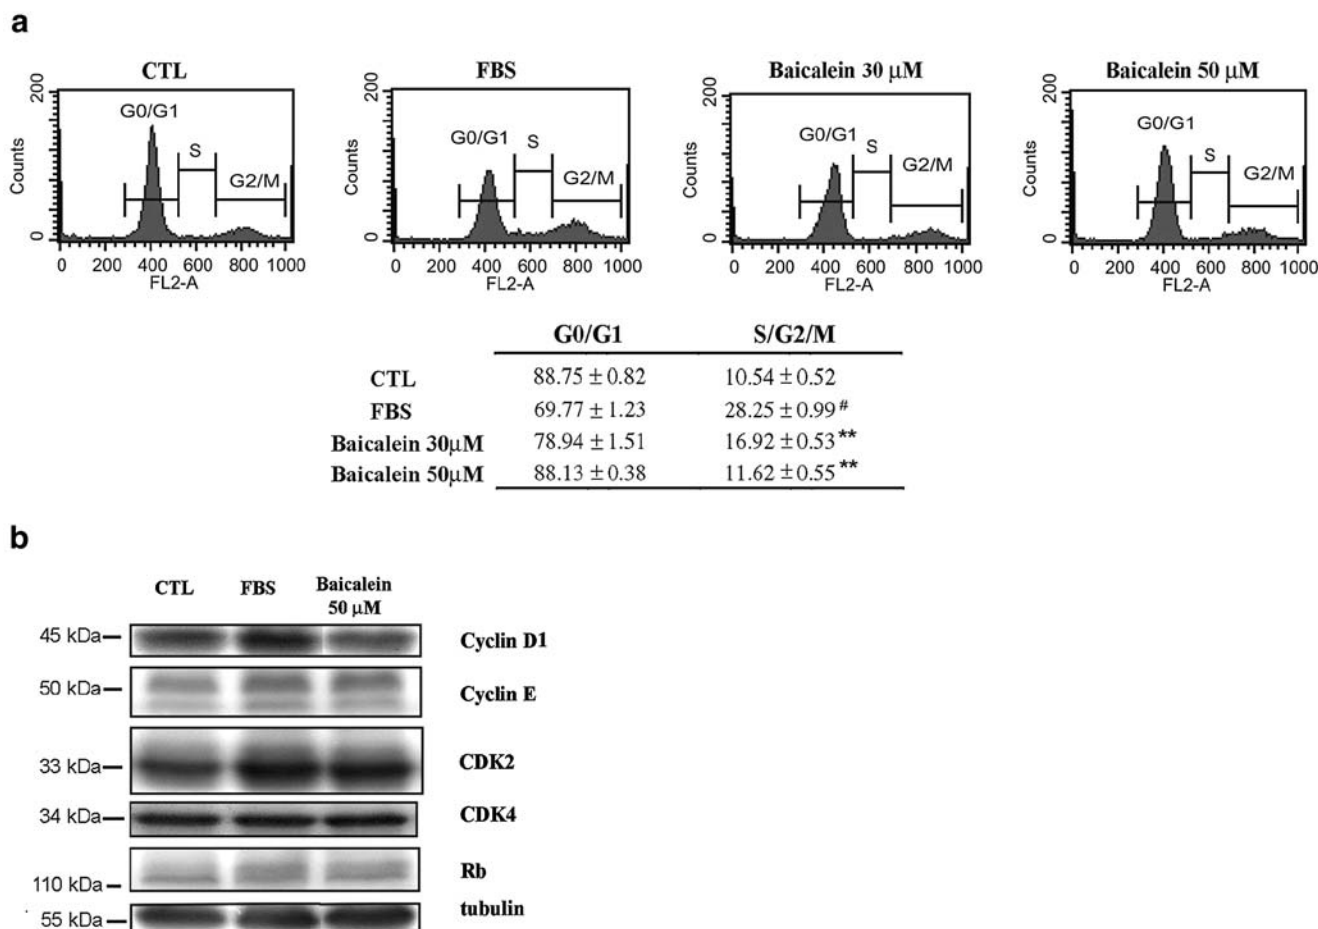 a
CTL
200
Counts
0
G0/G1
S
G2/M
0 200 400 600 800 1000
FL2-A
FBS
200
Counts
0
G0/G1
S
G2/M
0 200 400 600 800 1000
FL2-A
Baicalein 30 μM
200
Counts
0
G0/G1
S
G2/M
0 200 400 600 800 1000
FL2-A
Baicalein 50 μM
200
Counts
0
G0/G1
S
G2/M
0 200 400 600 800 1000
FL2-A
G0/G1 S/G2/M
CTL 88.75 ± 0.82 10.54 ± 0.52
FBS 69.77 ± 1.23 28.25 ± 0.99 #
Baicalein 30μM 78.94 ± 1.51 16.92 ± 0.53 **
Baicalein 50μM 88.13 ± 0.38 11.62 ± 0.55 **
b
CTL FBS Baicalein
50 μM
45 kDa Cyclin D1
50 kDa Cyclin E
33 kDa CDK2
34 kDa CDK4
110 kDa Rb
55 kDa tubulin